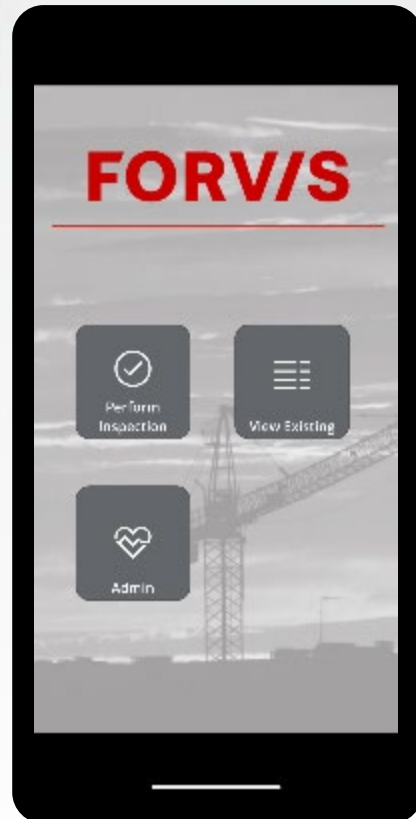 FORV/S
Perform
Inspection
View Existing
Admin